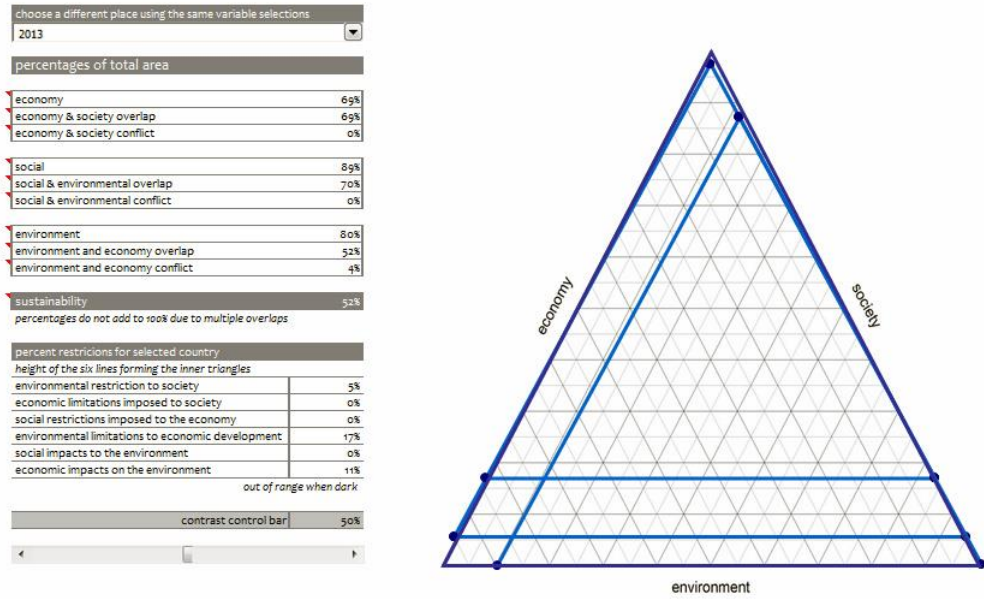 choose a different place using the same variable selections
2013
percentages of total area
economy 69%
economy & society overlap 69%
economy & society conflict 0%
social 89%
social & environmental overlap 70%
social & environmental conflict 0%
environment 80%
environment and economy overlap 52%
environment and economy conflict 4%
sustainability 52%
percentages do not add to 100% due to multiple overlaps
percent restricions for selected country
height of the six lines forming the inner triangles
environmental restriction to society 5%
economic limitations imposed to society 0%
social restrictions imposed to the economy 0%
environmental limitations to economic development 17%
social impacts to the environment 0%
economic impacts on the environment 11%
out of range when dark
contrast control bar 50%
economy
society
environment